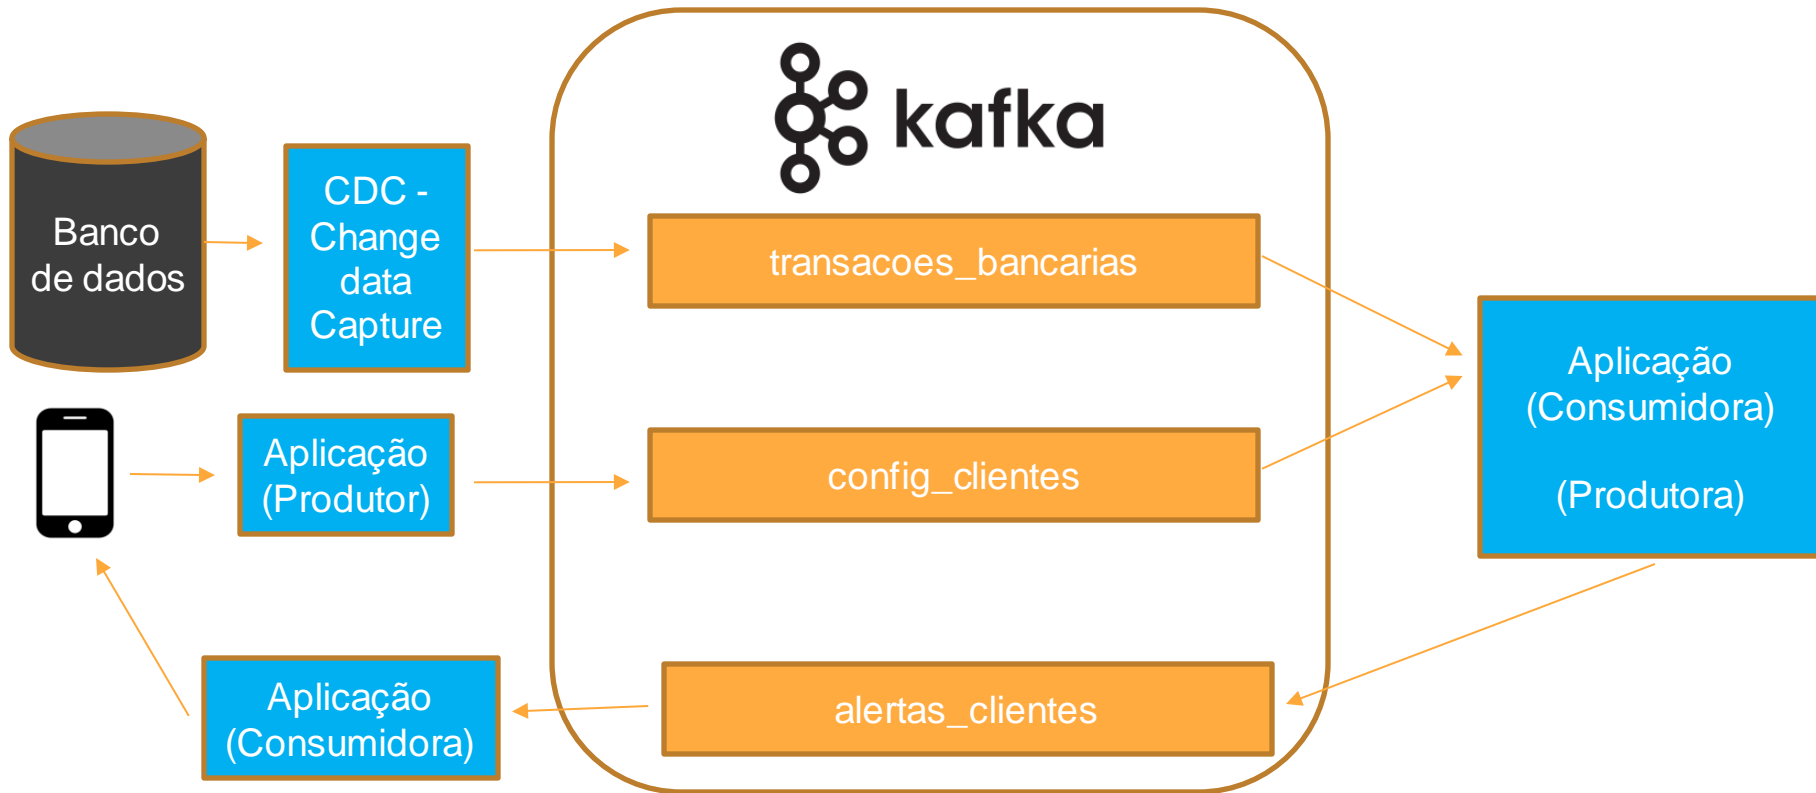 kafka
Banco
de dados
CDC -
Change
data
Capture
transacoes_bancarias
Aplicação
(Consumidora)
(Produtora)
Aplicação
(Produtor)
config_clientes
Aplicação
(Consumidora)
alertas_clientes